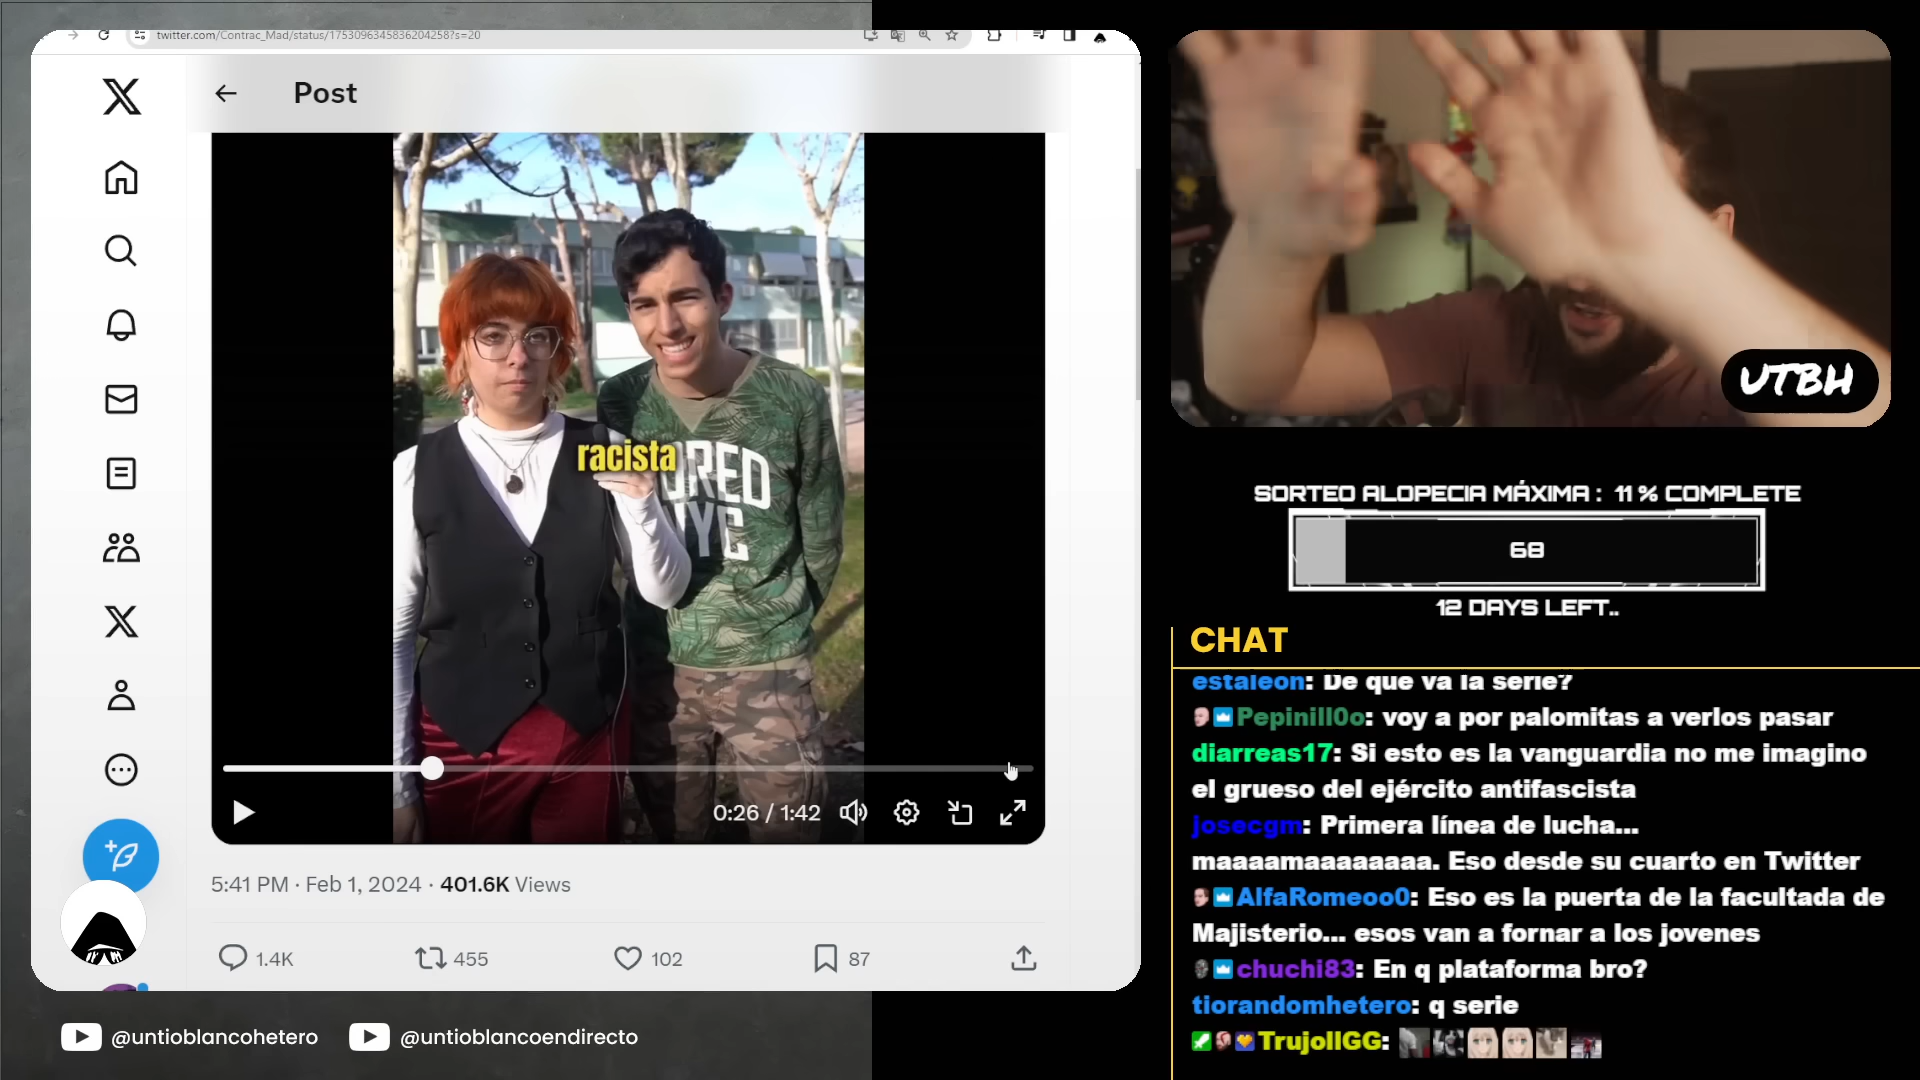 twitter.com/Contrac_Mad/status/1753096345836204258?s=20
Post
racista
RED
NYC
0:26 / 1:42
5:41 PM · Feb 1, 2024 · 401.6K Views
1.4K
455
102
87
@untioblancohetero
@untioblancoendirecto
UTBH
SORTEO ALOPECIA MÁXIMA : 11 % COMPLETE
68
12 DAYS LEFT..
CHAT
estaleon: De que va la serie?
Pepinill0o: voy a por palomitas a verlos pasar
diarreas17: Si esto es la vanguardia no me imagino
el grueso del ejército antifascista
josecgm: Primera línea de lucha...
maaaamaaaaaaaa. Eso desde su cuarto en Twitter
AlfaRomeoo0: Eso es la puerta de la facultada de
Majisterio... esos van a fornar a los jovenes
chuchi83: En q plataforma bro?
tiorandomhetero: q serie
TrujollGG: